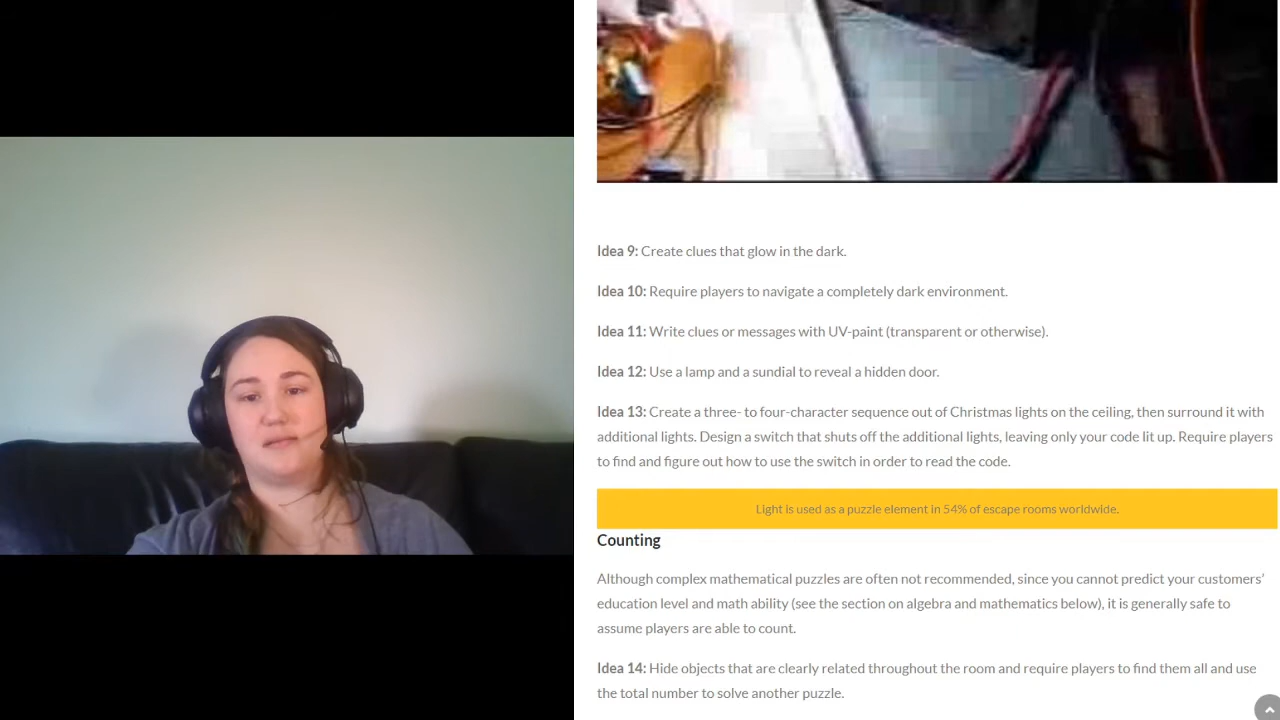 Idea 9: Create clues that glow in the dark.
Idea 10: Require players to navigate a completely dark environment.
Idea 11: Write clues or messages with UV-paint (transparent or otherwise).
Idea 12: Use a lamp and a sundial to reveal a hidden door.
Idea 13: Create a three- to four-character sequence out of Christmas lights on the ceiling, then surround it with
additional lights. Design a switch that shuts off the additional lights, leaving only your code lit up. Require players
to find and figure out how to use the switch in order to read the code.
Light is used as a puzzle element in 54% of escape rooms worldwide.
Counting
Although complex mathematical puzzles are often not recommended, since you cannot predict your customers’
education level and math ability (see the section on algebra and mathematics below), it is generally safe to
assume players are able to count.
Idea 14: Hide objects that are clearly related throughout the room and require players to find them all and use
the total number to solve another puzzle.